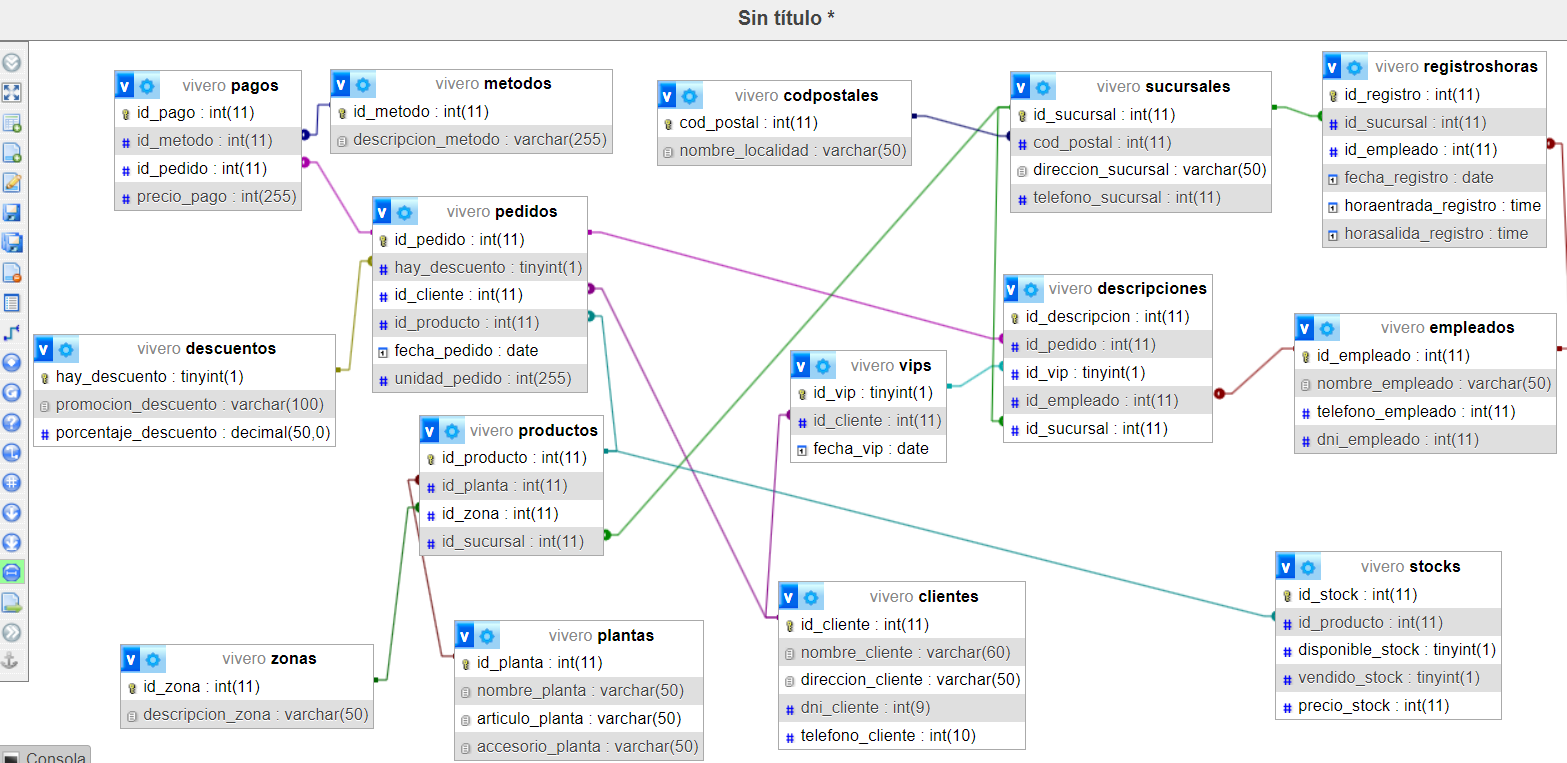 Sin título *
vivero pagos
id_pago : int(11)
id_metodo : int(11)
id_pedido : int(11)
precio_pago : int(255)
vivero metodos
id_metodo : int(11)
descripcion_metodo : varchar(255)
vivero codpostales
cod_postal : int(11)
nombre_localidad : varchar(50)
vivero sucursales
id_sucursal : int(11)
cod_postal : int(11)
direccion_sucursal : varchar(50)
telefono_sucursal : int(11)
vivero registroshoras
id_registro : int(11)
id_sucursal : int(11)
id_empleado : int(11)
fecha_registro : date
horaentrada_registro : time
horasalida_registro : time
vivero pedidos
id_pedido : int(11)
hay_descuento : tinyint(1)
id_cliente : int(11)
id_producto : int(11)
fecha_pedido : date
unidad_pedido : int(255)
vivero descuentos
hay_descuento : tinyint(1)
promocion_descuento : varchar(100)
porcentaje_descuento : decimal(50,0)
vivero descripciones
id_descripcion : int(11)
id_pedido : int(11)
id_vip : tinyint(1)
id_empleado : int(11)
id_sucursal : int(11)
vivero empleados
id_empleado : int(11)
nombre_empleado : varchar(50)
telefono_empleado : int(11)
dni_empleado : int(11)
vivero vips
id_vip : tinyint(1)
id_cliente : int(11)
fecha_vip : date
vivero productos
id_producto : int(11)
id_planta : int(11)
id_zona : int(11)
id_sucursal : int(11)
vivero zonas
id_zona : int(11)
descripcion_zona : varchar(50)
vivero plantas
id_planta : int(11)
nombre_planta : varchar(50)
articulo_planta : varchar(50)
accesorio_planta : varchar(50)
vivero clientes
id_cliente : int(11)
nombre_cliente : varchar(60)
direccion_cliente : varchar(50)
dni_cliente : int(9)
telefono_cliente : int(10)
vivero stocks
id_stock : int(11)
id_producto : int(11)
disponible_stock : tinyint(1)
vendido_stock : tinyint(1)
precio_stock : int(11)
Consola